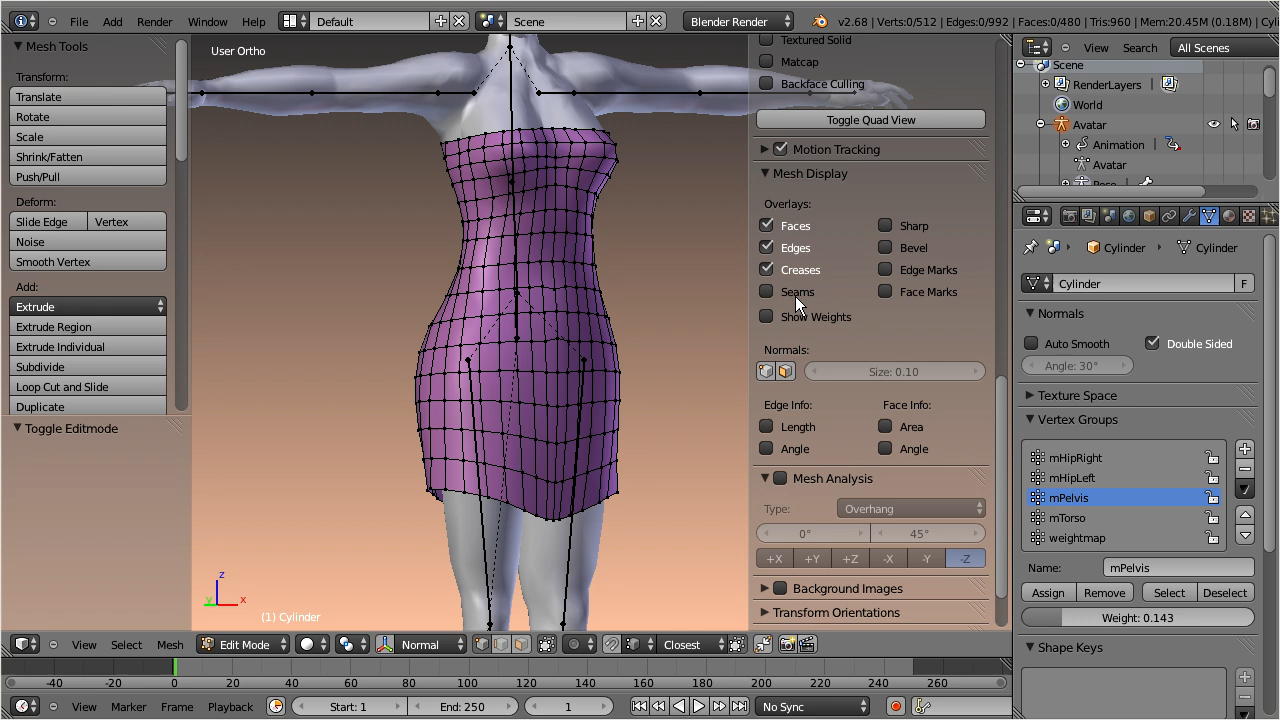 File Add Render Window Help Default Scene Blender Render v2.68 | Verts:0/512 | Edges:0/992 | Faces:0/480 | Tris:960 | Mem:20.45M (0.18M) | Cylin
Mesh Tools
Transform:
Translate
Rotate
Scale
Shrink/Fatten
Push/Pull
Deform:
Slide Edge Vertex
Noise
Smooth Vertex
Add:
Extrude
Extrude Region
Extrude Individual
Subdivide
Loop Cut and Slide
Duplicate
Toggle Editmode
User Ortho
z
y x
(1) Cylinder
Textured Solid
Matcap
Backface Culling
Toggle Quad View
Motion Tracking
Mesh Display
Overlays:
Faces Sharp
Edges Bevel
Creases Edge Marks
Seams Face Marks
Show Weights
Normals:
Size: 0.10
Edge Info: Face Info:
Length Area
Angle Angle
Mesh Analysis
Type: Overhang
0° 45°
+X +Y +Z -X -Y -Z
Background Images
Transform Orientations
View Search All Scenes
Scene
RenderLayers
World
Avatar
Animation
Avatar
Cylinder Cylinder
Cylinder F
Normals
Auto Smooth Double Sided
Angle: 30°
Texture Space
Vertex Groups
mHipRight
mHipLeft
mPelvis
mTorso
weightmap
Name: mPelvis
Assign Remove Select Deselect
Weight: 0.143
Shape Keys
View Select Mesh Edit Mode Normal Closest
-40 -20 0 20 40 60 80 100 120 140 160 180 200 220 240 260
View Marker Frame Playback Start: 1 End: 250 1 No Sync